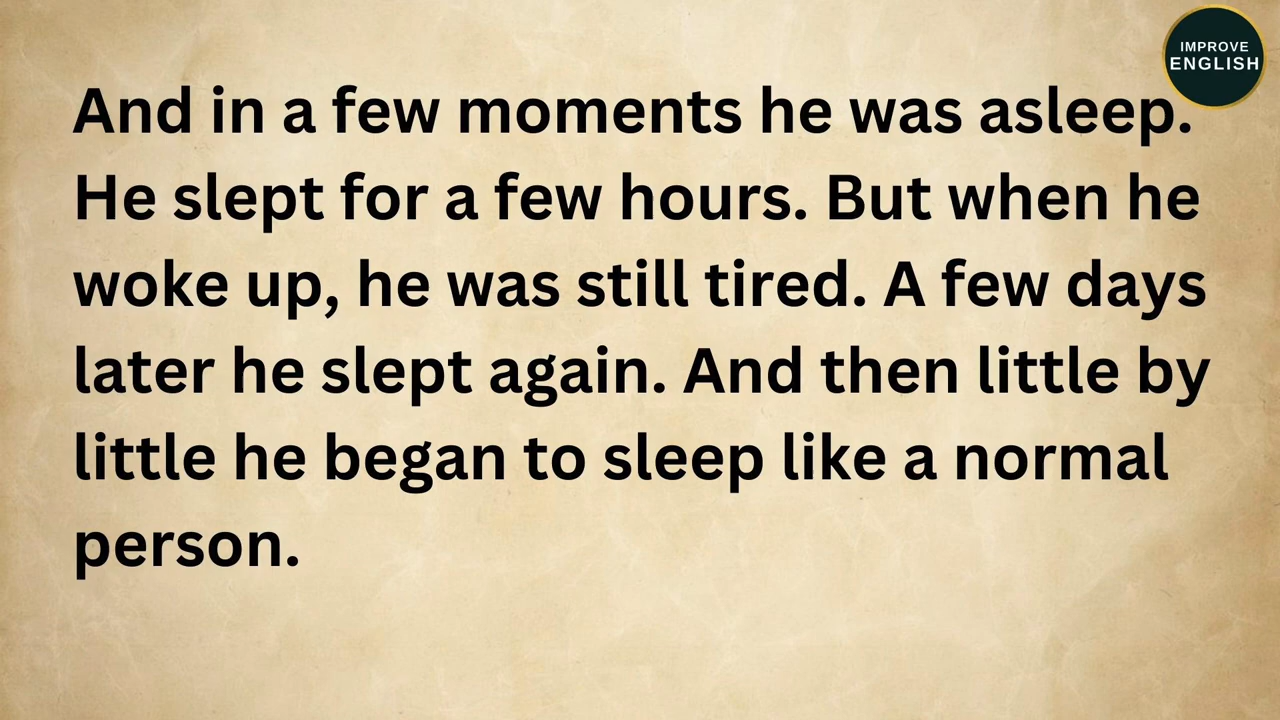 IMPROVE
ENGLISH
And in a few moments he was asleep.
He slept for a few hours. But when he
woke up, he was still tired. A few days
later he slept again. And then little by
little he began to sleep like a normal
person.